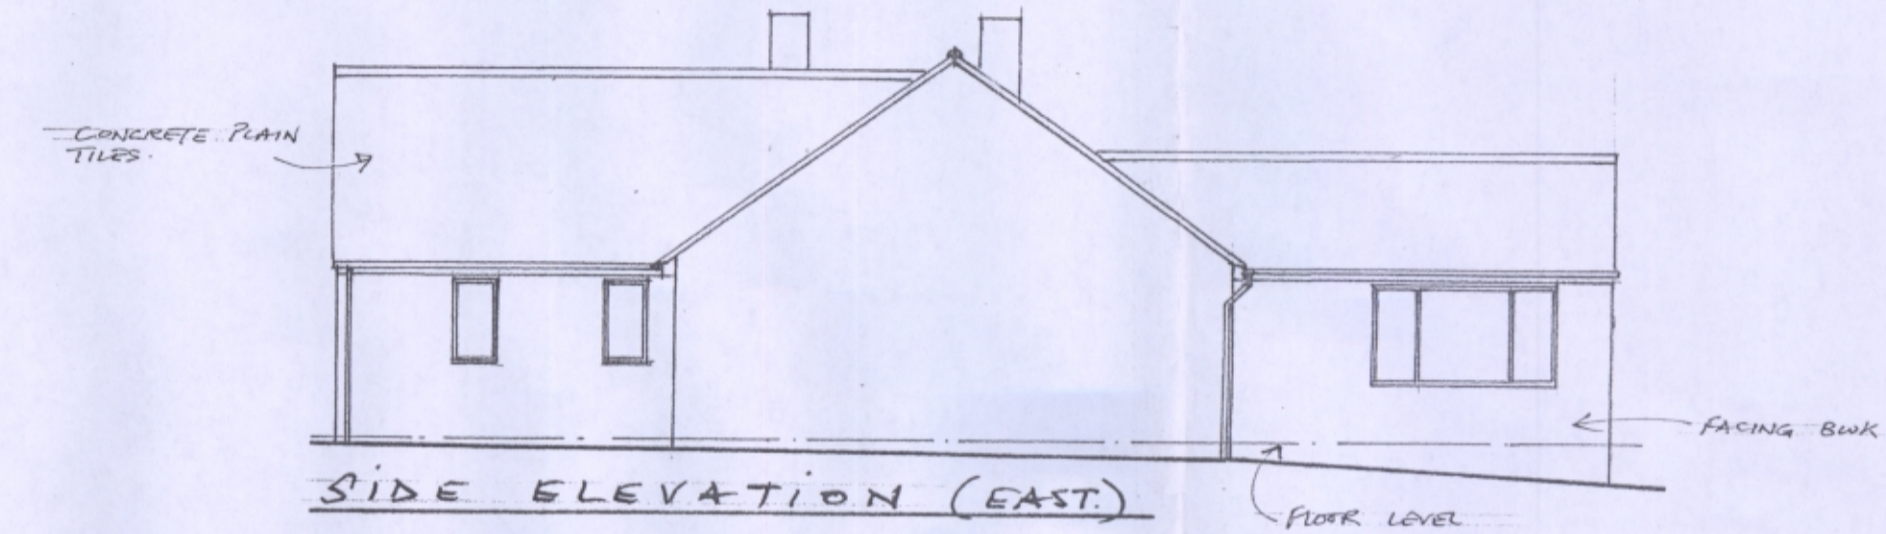 CONCRETE PLAIN
TILES.
FACING BWK
SIDE ELEVATION (EAST.)
FLOOR LEVEL